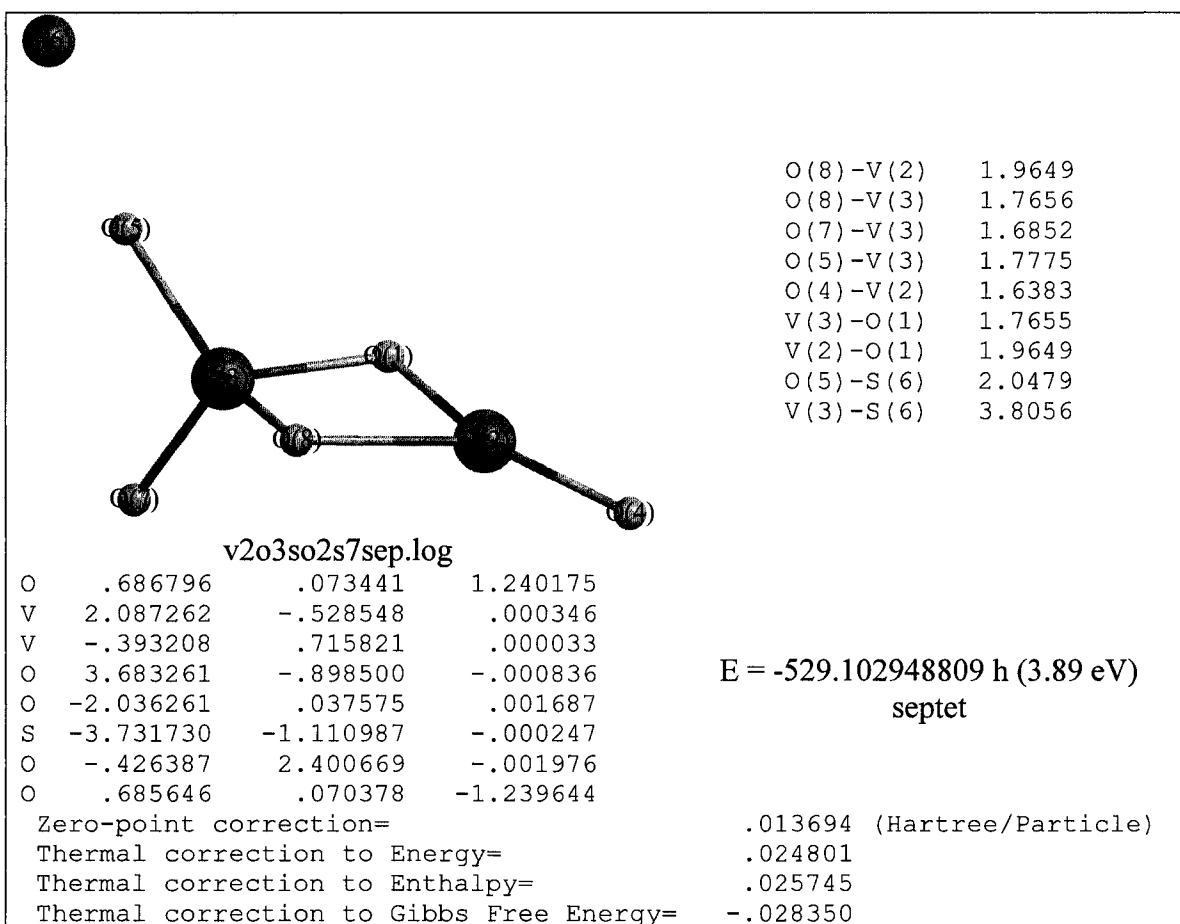 O(8)-V(2) 1.9649
O(8)-V(3) 1.7656
O(7)-V(3) 1.6852
O(5)-V(3) 1.7775
O(4)-V(2) 1.6383
V(3)-O(1) 1.7655
V(2)-O(1) 1.9649
O(5)-S(6) 2.0479
V(3)-S(6) 3.8056
v2o3so2s7sep.log
O .686796 .073441 1.240175
V 2.087262 -.528548 .000346
V -.393208 .715821 .000033
O 3.683261 -.898500 -.000836
O -2.036261 .037575 .001687
S -3.731730 -1.110987 -.000247
O -.426387 2.400669 -.001976
O .685646 .070378 -1.239644
E = -529.102948809 h (3.89 eV)
septet
Zero-point correction= .013694 (Hartree/Particle)
Thermal correction to Energy= .024801
Thermal correction to Enthalpy= .025745
Thermal correction to Gibbs Free Energy= -.028350